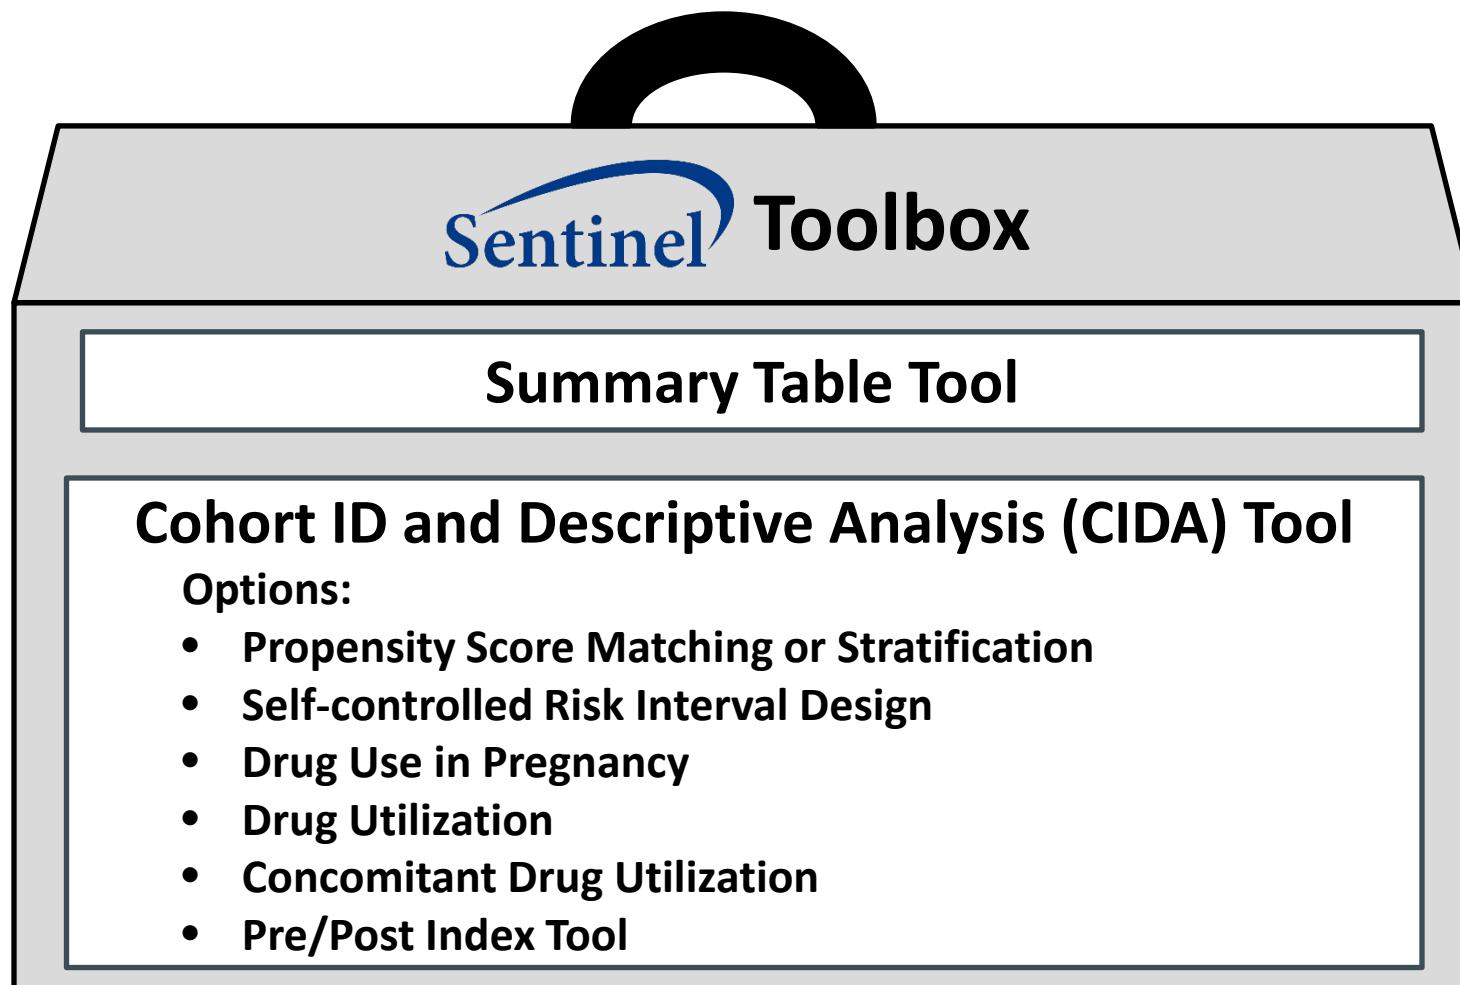 Sentinel Toolbox
Summary Table Tool
Cohort ID and Descriptive Analysis (CIDA) Tool
Options:
• Propensity Score Matching or Stratification
• Self-controlled Risk Interval Design
• Drug Use in Pregnancy
• Drug Utilization
• Concomitant Drug Utilization
• Pre/Post Index Tool